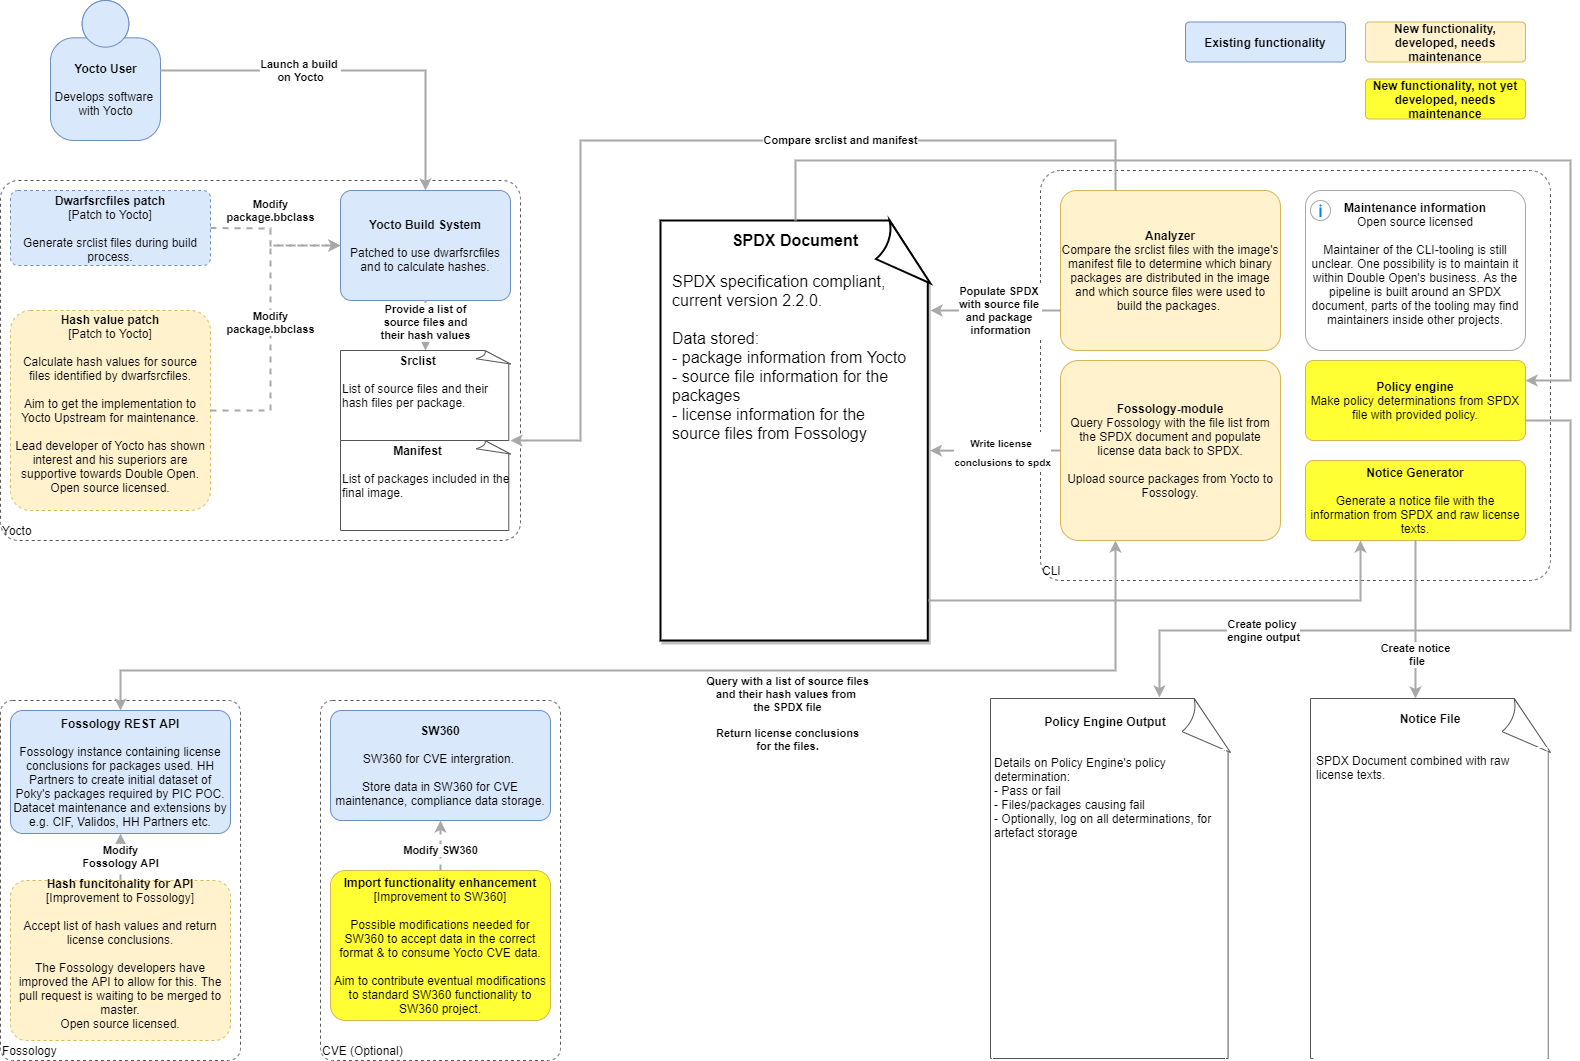 Yocto User
Develops software
with Yocto
Launch a build
on Yocto
Existing functionality
New functionality,
developed, needs
maintenance
New functionality, not yet
developed, needs
maintenance
Compare srclist and manifest
Dwarfsrcfiles patch
[Patch to Yocto]
Generate srclist files during build
process.
Modify
package.bbclass
Hash value patch
[Patch to Yocto]
Calculate hash values for source
files identified by dwarfsrcfiles.
Aim to get the implementation to
Yocto Upstream for maintenance.
Lead developer of Yocto has shown
interest and his superiors are
supportive towards Double Open.
Open source licensed.
Modify
package.bbclass
Yocto Build System
Patched to use dwarfsrcfiles
and to calculate hashes.
Provide a list of
source files and
their hash values
Srclist
List of source files and their
hash files per package.
Manifest
List of packages included in the
final image.
Yocto
SPDX Document
SPDX specification compliant,
current version 2.2.0.
Data stored:
- package information from Yocto
- source file information for the
packages
- license information for the
source files from Fossology
Populate SPDX
with source file
and package
information
Write license
conclusions to spdx
Analyzer
Compare the srclist files with the image's
manifest file to determine which binary
packages are distributed in the image
and which source files were used to
build the packages.
Fossology-module
Query Fossology with the file list from
the SPDX document and populate
license data back to SPDX.
Upload source packages from Yocto to
Fossology.
i
Maintenance information
Open source licensed
Maintainer of the CLI-tooling is still
unclear. One possibility is to maintain it
within Double Open's business. As the
pipeline is built around an SPDX
document, parts of the tooling may find
maintainers inside other projects.
Policy engine
Make policy determinations from SPDX
file with provided policy.
Notice Generator
Generate a notice file with the
information from SPDX and raw license
texts.
CLI
Create policy
engine output
Create notice
file
Query with a list of source files
and their hash values from
the SPDX file
Return license conclusions
for the files.
Fossology REST API
Fossology instance containing license
conclusions for packages used. HH
Partners to create initial dataset of
Poky's packages required by PIC POC.
Datacet maintenance and extensions by
e.g. CIF, Validos, HH Partners etc.
Modify
Fossology API
Hash funcitonality for API
[Improvement to Fossology]
Accept list of hash values and return
license conclusions.
The Fossology developers have
improved the API to allow for this. The
pull request is waiting to be merged to
master.
Open source licensed.
Fossology
SW360
SW360 for CVE intergration.
Store data in SW360 for CVE
maintenance, compliance data storage.
Modify SW360
Import functionality enhancement
[Improvement to SW360]
Possible modifications needed for
SW360 to accept data in the correct
format & to consume Yocto CVE data.
Aim to contribute eventual modifications
to standard SW360 functionality to
SW360 project.
CVE (Optional)
Policy Engine Output
Details on Policy Engine's policy
determination:
- Pass or fail
- Files/packages causing fail
- Optionally, log on all determinations, for
artefact storage
Notice File
SPDX Document combined with raw
license texts.